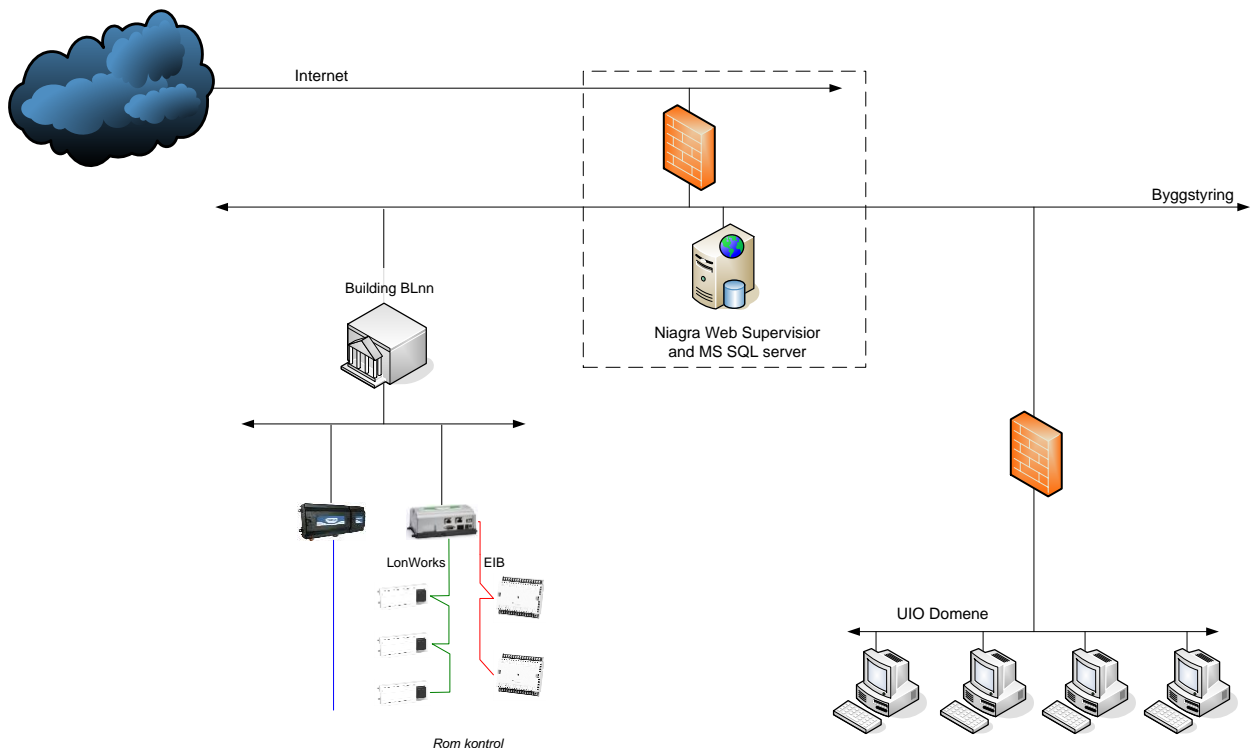 Internet
Byggstyring
Building BLnn
Niagra Web Supervisior
and MS SQL server
LonWorks
EIB
UIO Domene
Rom kontrol